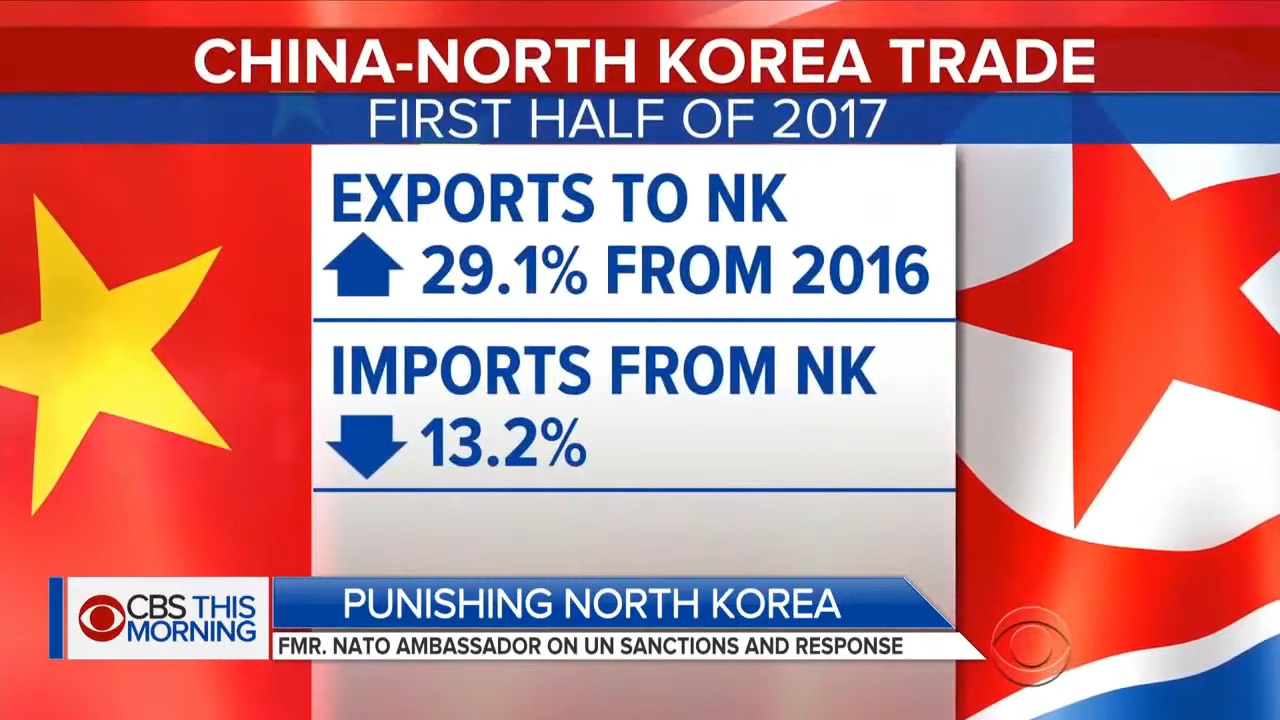 CHINA-NORTH KOREA TRADE
FIRST HALF OF 2017
EXPORTS TO NK
29.1% FROM 2016
IMPORTS FROM NK
13.2%
CBS THIS
MORNING
PUNISHING NORTH KOREA
FMR. NATO AMBASSADOR ON UN SANCTIONS AND RESPONSE